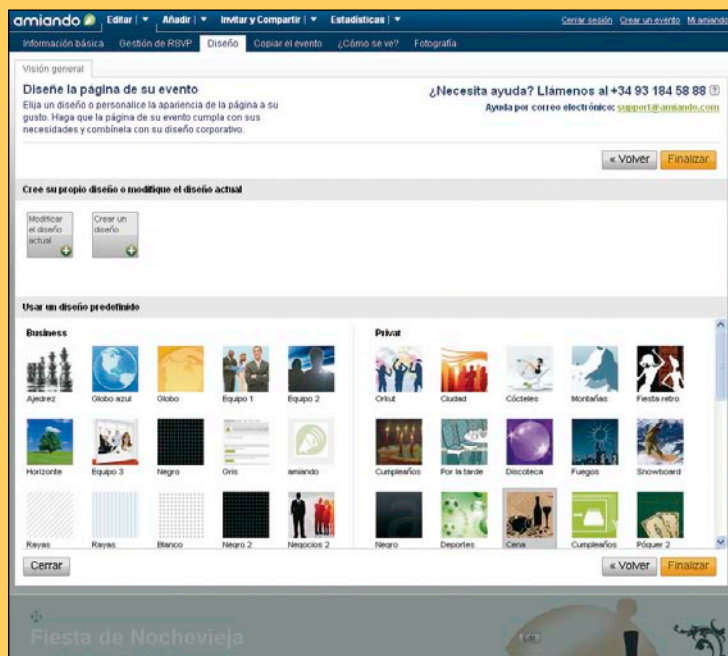 amiando Editar | ▼ Añadir | ▼ Invitar y Compartir | ▼ Estadísticas | ▼ Cerrar sesión Crear un evento Mi amiando
Información básica Gestión de RSVP Diseño Copiar el evento ¿Cómo se ve? Fotografía
Visión general
Diseñe la página de su evento
Elija un diseño o personalice la apariencia de la página a su
gusto. Haga que la página de su evento cumpla con sus
necesidades y combínela con su diseño corporativo.
¿Necesita ayuda? Llámenos al +34 93 184 58 88 ?
Ayuda por correo electrónico: support@amiando.com
« Volver Finalizar
Cree su propio diseño o modifique el diseño actual
Modificar
el diseño
actual
Crear un
diseño
Usar un diseño predefinido
Business
Ajedrez Globo azul Globo Equipo 1 Equipo 2
Horizonte Equipo 3 Negro Gris amiando
Rayas Rayas Blanco Negro 2 Negocios 2
Privat
Orkut Ciudad Cócteles Montañas Fiesta retro
Cumpleaños Por la tarde Discoteca Fuegos Snowboard
Negro Deportes Cena Cumpleaños Póquer 2
Cerrar « Volver Finalizar
Fiesta de Nochevieja
Edit